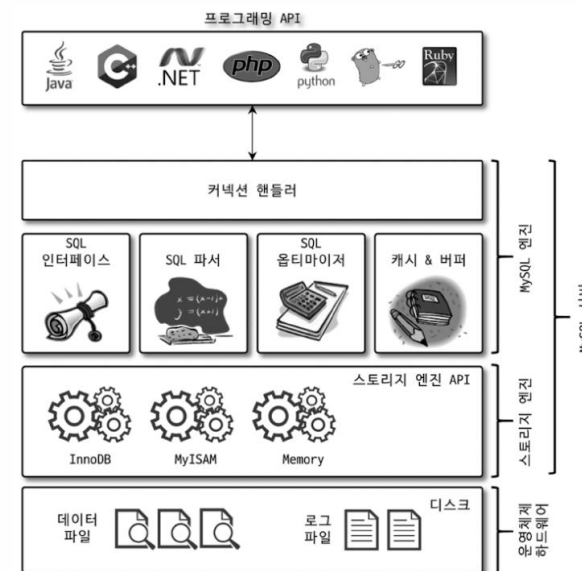 프로그래밍 API
Java
C++
.NET
php
python
GO
Ruby
커넥션 핸들러
SQL
인터페이스
SQL 파서
SQL
옵티마이저
캐시 & 버퍼
MySQL 엔진
스토리지 엔진 API
InnoDB
MyISAM
Memory
스토리지 엔진
데이터
파일
로그
파일
디스크
운영체제
하드웨어